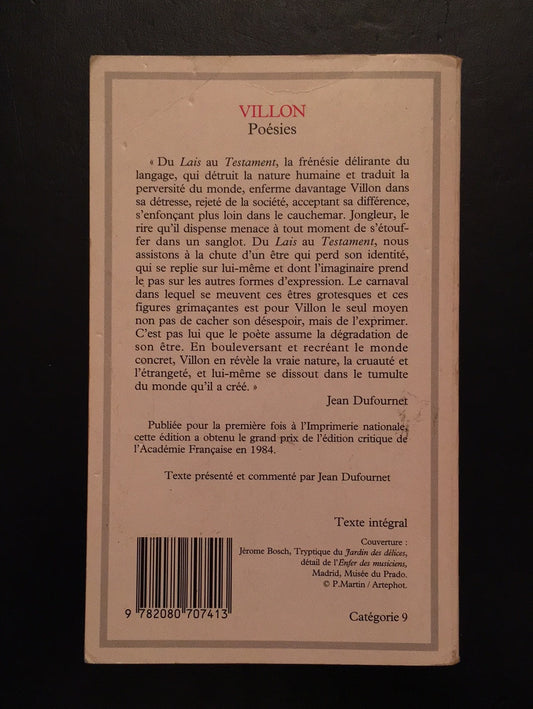 VILLON
Poésies
« Du Lais au Testament, la frénésie délirante du
langage, qui détruit la nature humaine et traduit la
perversité du monde, enferme davantage Villon dans
sa détresse, rejeté de la société, acceptant sa différence,
s'enfonçant plus loin dans le cauchemar. Jongleur, le
rire qu'il dispense menace à tout moment de s'étouf-
fer dans un sanglot. Du Lais au Testament, nous
assistons à la chute d'un être qui perd son identité,
qui se replie sur lui-même et dont l'imaginaire prend
le pas sur les autres formes d'expression. Le carnaval
dans lequel se meuvent ces êtres grotesques et ces
figures grimaçantes est pour Villon le seul moyen
non pas de cacher son désespoir, mais de l'exprimer.
C'est pas lui que le poète assume la dégradation de
son être. En bouleversant et recréant le monde
concret, Villon en révèle la vraie nature, la cruauté et
l'étrangeté, et lui-même se dissout dans le tumulte
du monde qu'il a créé. »
Jean Dufournet
Publiée pour la première fois à l'Imprimerie nationale,
cette édition a obtenu le grand prix de l'édition critique de
l'Académie Française en 1984.
Texte présenté et commenté par Jean Dufournet
Texte intégral
Couverture :
Jérome Bosch, Tryptique du Jardin des délices,
détail de l'Enfer des musiciens,
Madrid, Musée du Prado.
© P.Martin / Artephot.
9 782080 707413
Catégorie 9